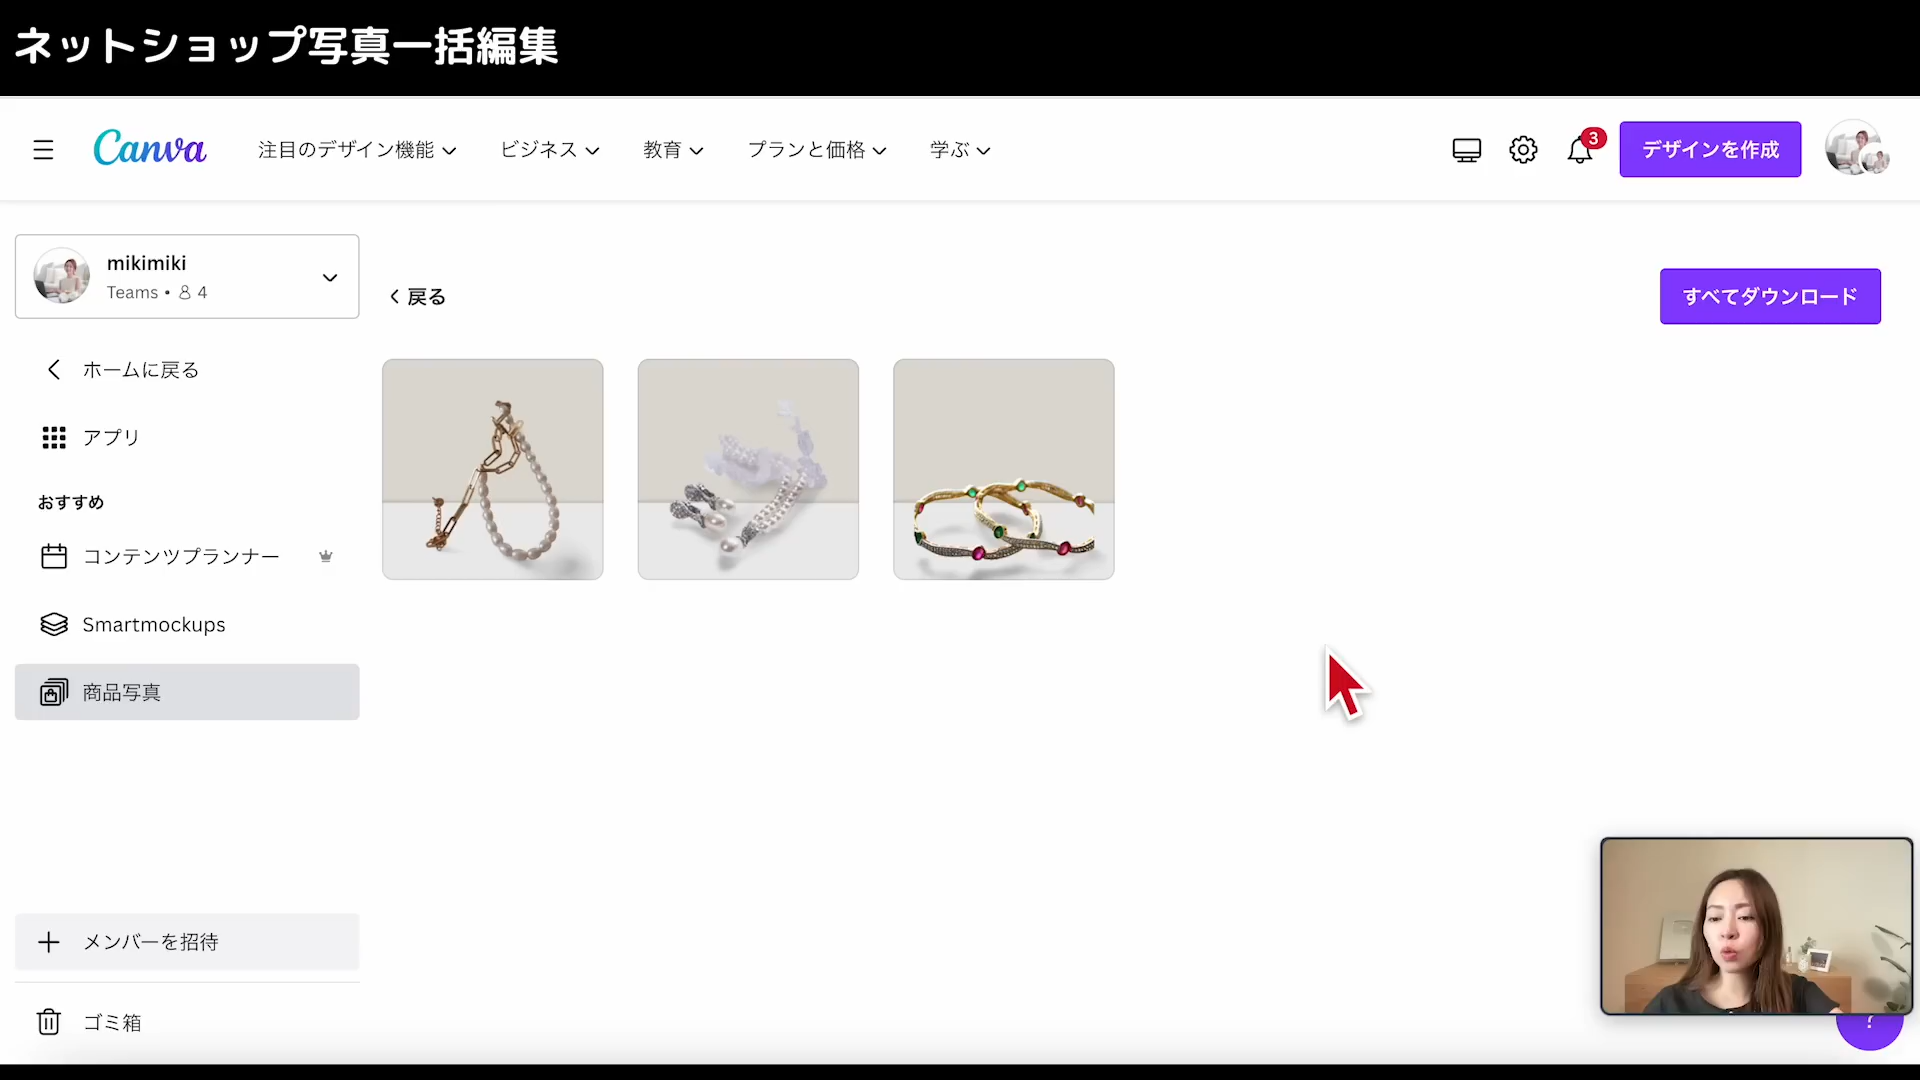 ネットショップ写真一括編集
Canva
注目のデザイン機能
ビジネス
教育
プランと価格
学ぶ
3
デザインを作成
mikimiki
Teams • 4
戻る
すべてダウンロード
ホームに戻る
アプリ
おすすめ
コンテンツプランナー
Smartmockups
商品写真
メンバーを招待
ゴミ箱
?